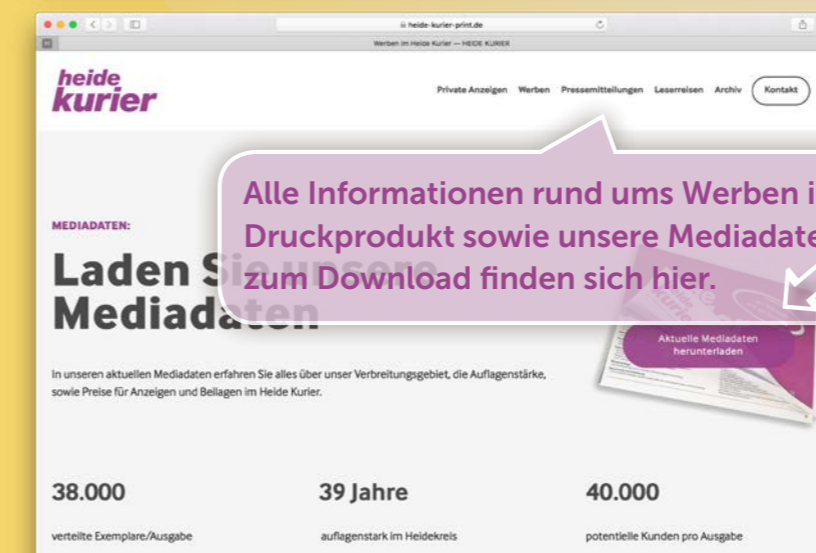 heide-kurier-print.de
Werben im Heide Kurier — HEIDE KURIER
heide
kurier
Private Anzeigen Werben Pressemitteilungen Leserreisen Archiv Kontakt
Alle Informationen rund ums Werben i
Druckprodukt sowie unsere Mediadate
zum Download finden sich hier.
MEDIADATEN:
Laden Sie unsere
Mediadaten
Aktuelle Mediadaten
herunterladen
In unseren aktuellen Mediadaten erfahren Sie alles über unser Verbreitungsgebiet, die Auflagenstärke,
sowie Preise für Anzeigen und Beilagen im Heide Kurier.
38.000
verteilte Exemplare/Ausgabe
39 Jahre
auflagenstark im Heidekreis
40.000
potentielle Kunden pro Ausgabe